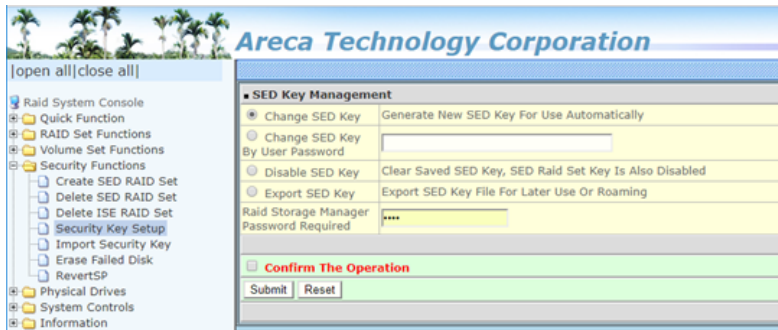 Areca Technology Corporation
|open all|close all|
Raid System Console
Quick Function
RAID Set Functions
Volume Set Functions
Security Functions
Create SED RAID Set
Delete SED RAID Set
Delete ISE RAID Set
Security Key Setup
Import Security Key
Erase Failed Disk
RevertSP
Physical Drives
System Controls
Information
SED Key Management
Change SED Key Generate New SED Key For Use Automatically
Change SED Key
By User Password
Disable SED Key Clear Saved SED Key, SED Raid Set Key Is Also Disabled
Export SED Key Export SED Key File For Later Use Or Roaming
Raid Storage Manager
Password Required ••••
Confirm The Operation
Submit Reset